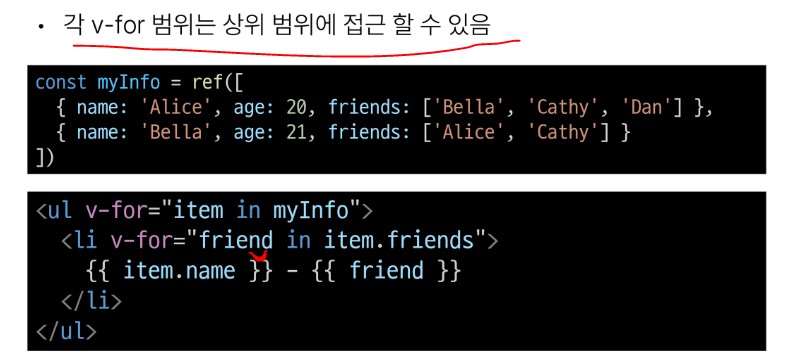 • 각 v-for 범위는 상위 범위에 접근 할 수 있음
const myInfo = ref([
  { name: 'Alice', age: 20, friends: ['Bella', 'Cathy', 'Dan'] },
  { name: 'Bella', age: 21, friends: ['Alice', 'Cathy'] }
])
<ul v-for="item in myInfo">
  <li v-for="friend in item.friends">
    {{ item.name }} - {{ friend }}
  </li>
</ul>